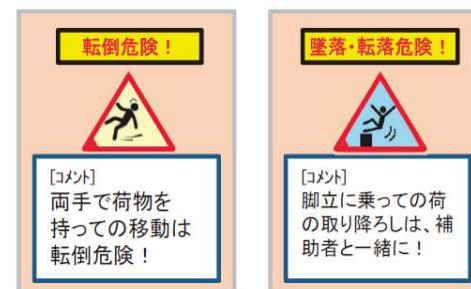 転倒危険！
[コメント]
両手で荷物を
持っての移動は
転倒危険！
墜落・転落危険！
[コメント]
脚立に乗っての荷
の取り降ろしは、補
助者と一緒に！